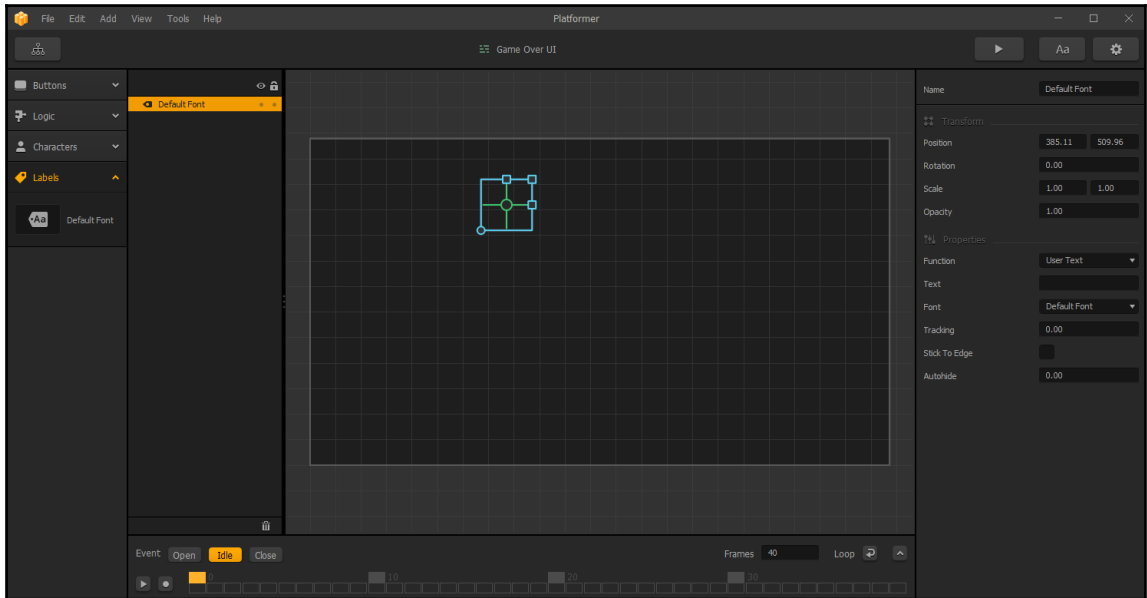 File Edit Add View Tools Help Platformer
Game Over UI Aa
Buttons
Logic
Characters
Labels
Aa Default Font
Default Font
Name Default Font
Transform
Position 385.11 509.96
Rotation 0.00
Scale 1.00 1.00
Opacity 1.00
Properties
Function User Text
Text
Font Default Font
Tracking 0.00
Stick To Edge
Autohide 0.00
Event Open Idle Close Frames 40 Loop
0 10 20 30